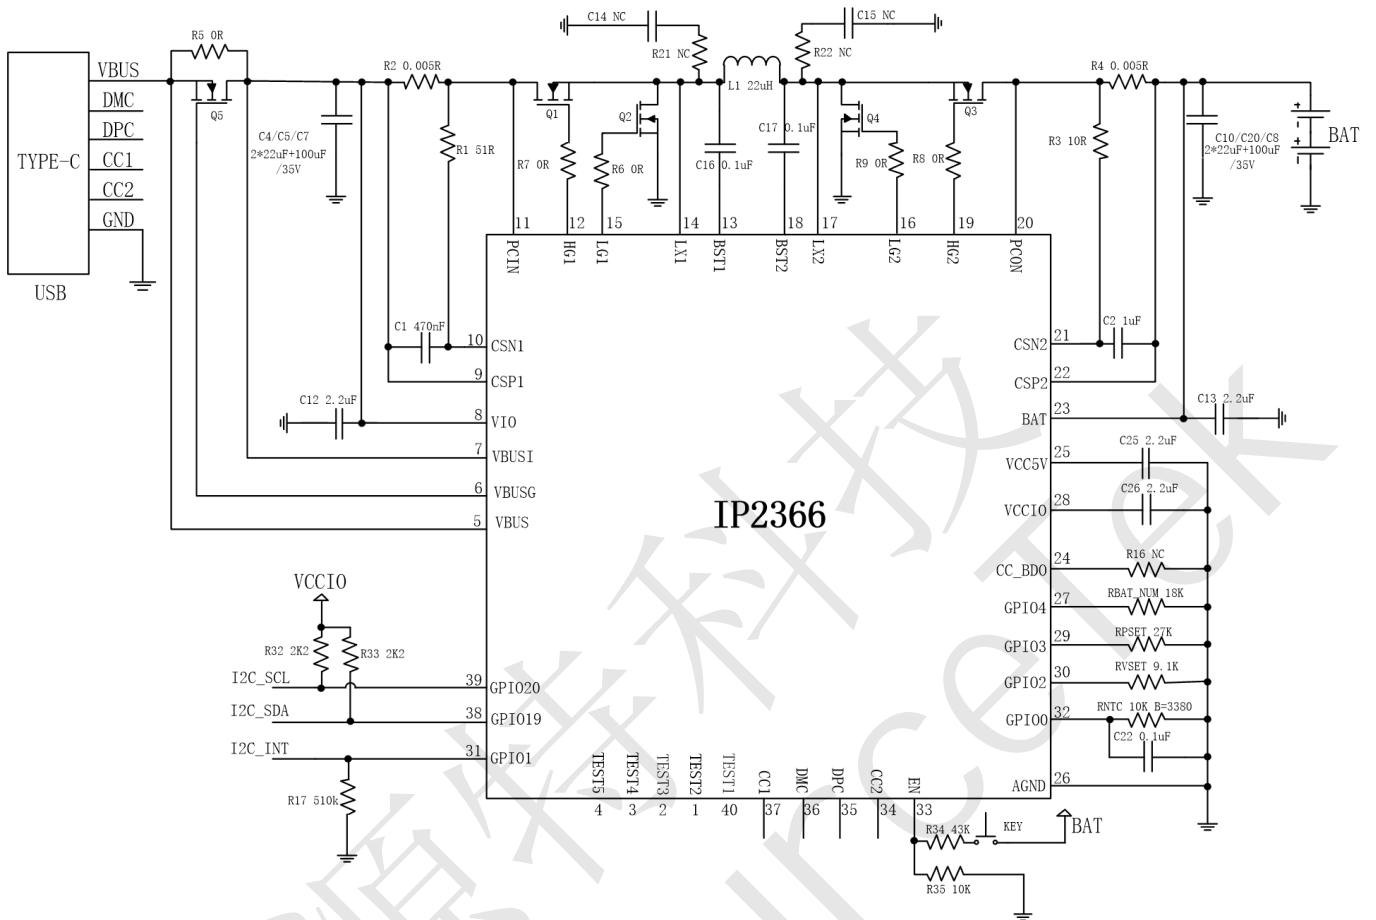 C14 NC
C15 NC
R5 0R
R21 NC
R22 NC
VBUS
R2 0.005R
R4 0.005R
L1 22uH
DMC
Q5
Q1
Q2
Q4
Q3
DPC
C4/C5/C7
2*22uF+100uF
/35V
C17 0.1uF
C10/C20/C8
2*22uF+100uF
/35V
BAT
TYPE-C
CC1
R1 51R
R7 0R
R6 0R
C16 0.1uF
R9 0R
R8 0R
R3 10R
CC2
GND
11
12
15
14
13
18
17
16
19
20
PCIN
HG1
LG1
LX1
BST1
BST2
LX2
LG2
HG2
PCON
USB
C1 470nF
10
CSN1
C2 1uF
21
CSN2
9
CSP1
22
CSP2
C12 2.2uF
8
VIO
C13 2.2uF
23
BAT
7
VBUSI
C25 2.2uF
25
VCC5V
6
VBUSG
C26 2.2uF
28
VCCIO
5
VBUS
IP2366
R16 NC
24
CC_BDO
VCCIO
RBAT_NUM 18K
27
GPIO4
R32 2K2
R33 2K2
RPSET 27K
29
GPIO3
I2C_SCL
39
GPIO20
RVSET 9.1K
30
GPIO2
I2C_SDA
38
GPIO19
RNTC 10K B=3380
32
GPIO0
C22 0.1uF
I2C_INT
31
GPIO1
R17 510k
26
AGND
TEST5
TEST4
TEST3
TEST2
TEST1
CC1
DMC
DPC
CC2
EN
4
3
2
1
40
37
36
35
34
33
R34 43K
KEY
BAT
R35 10K
源特科技
urceTek